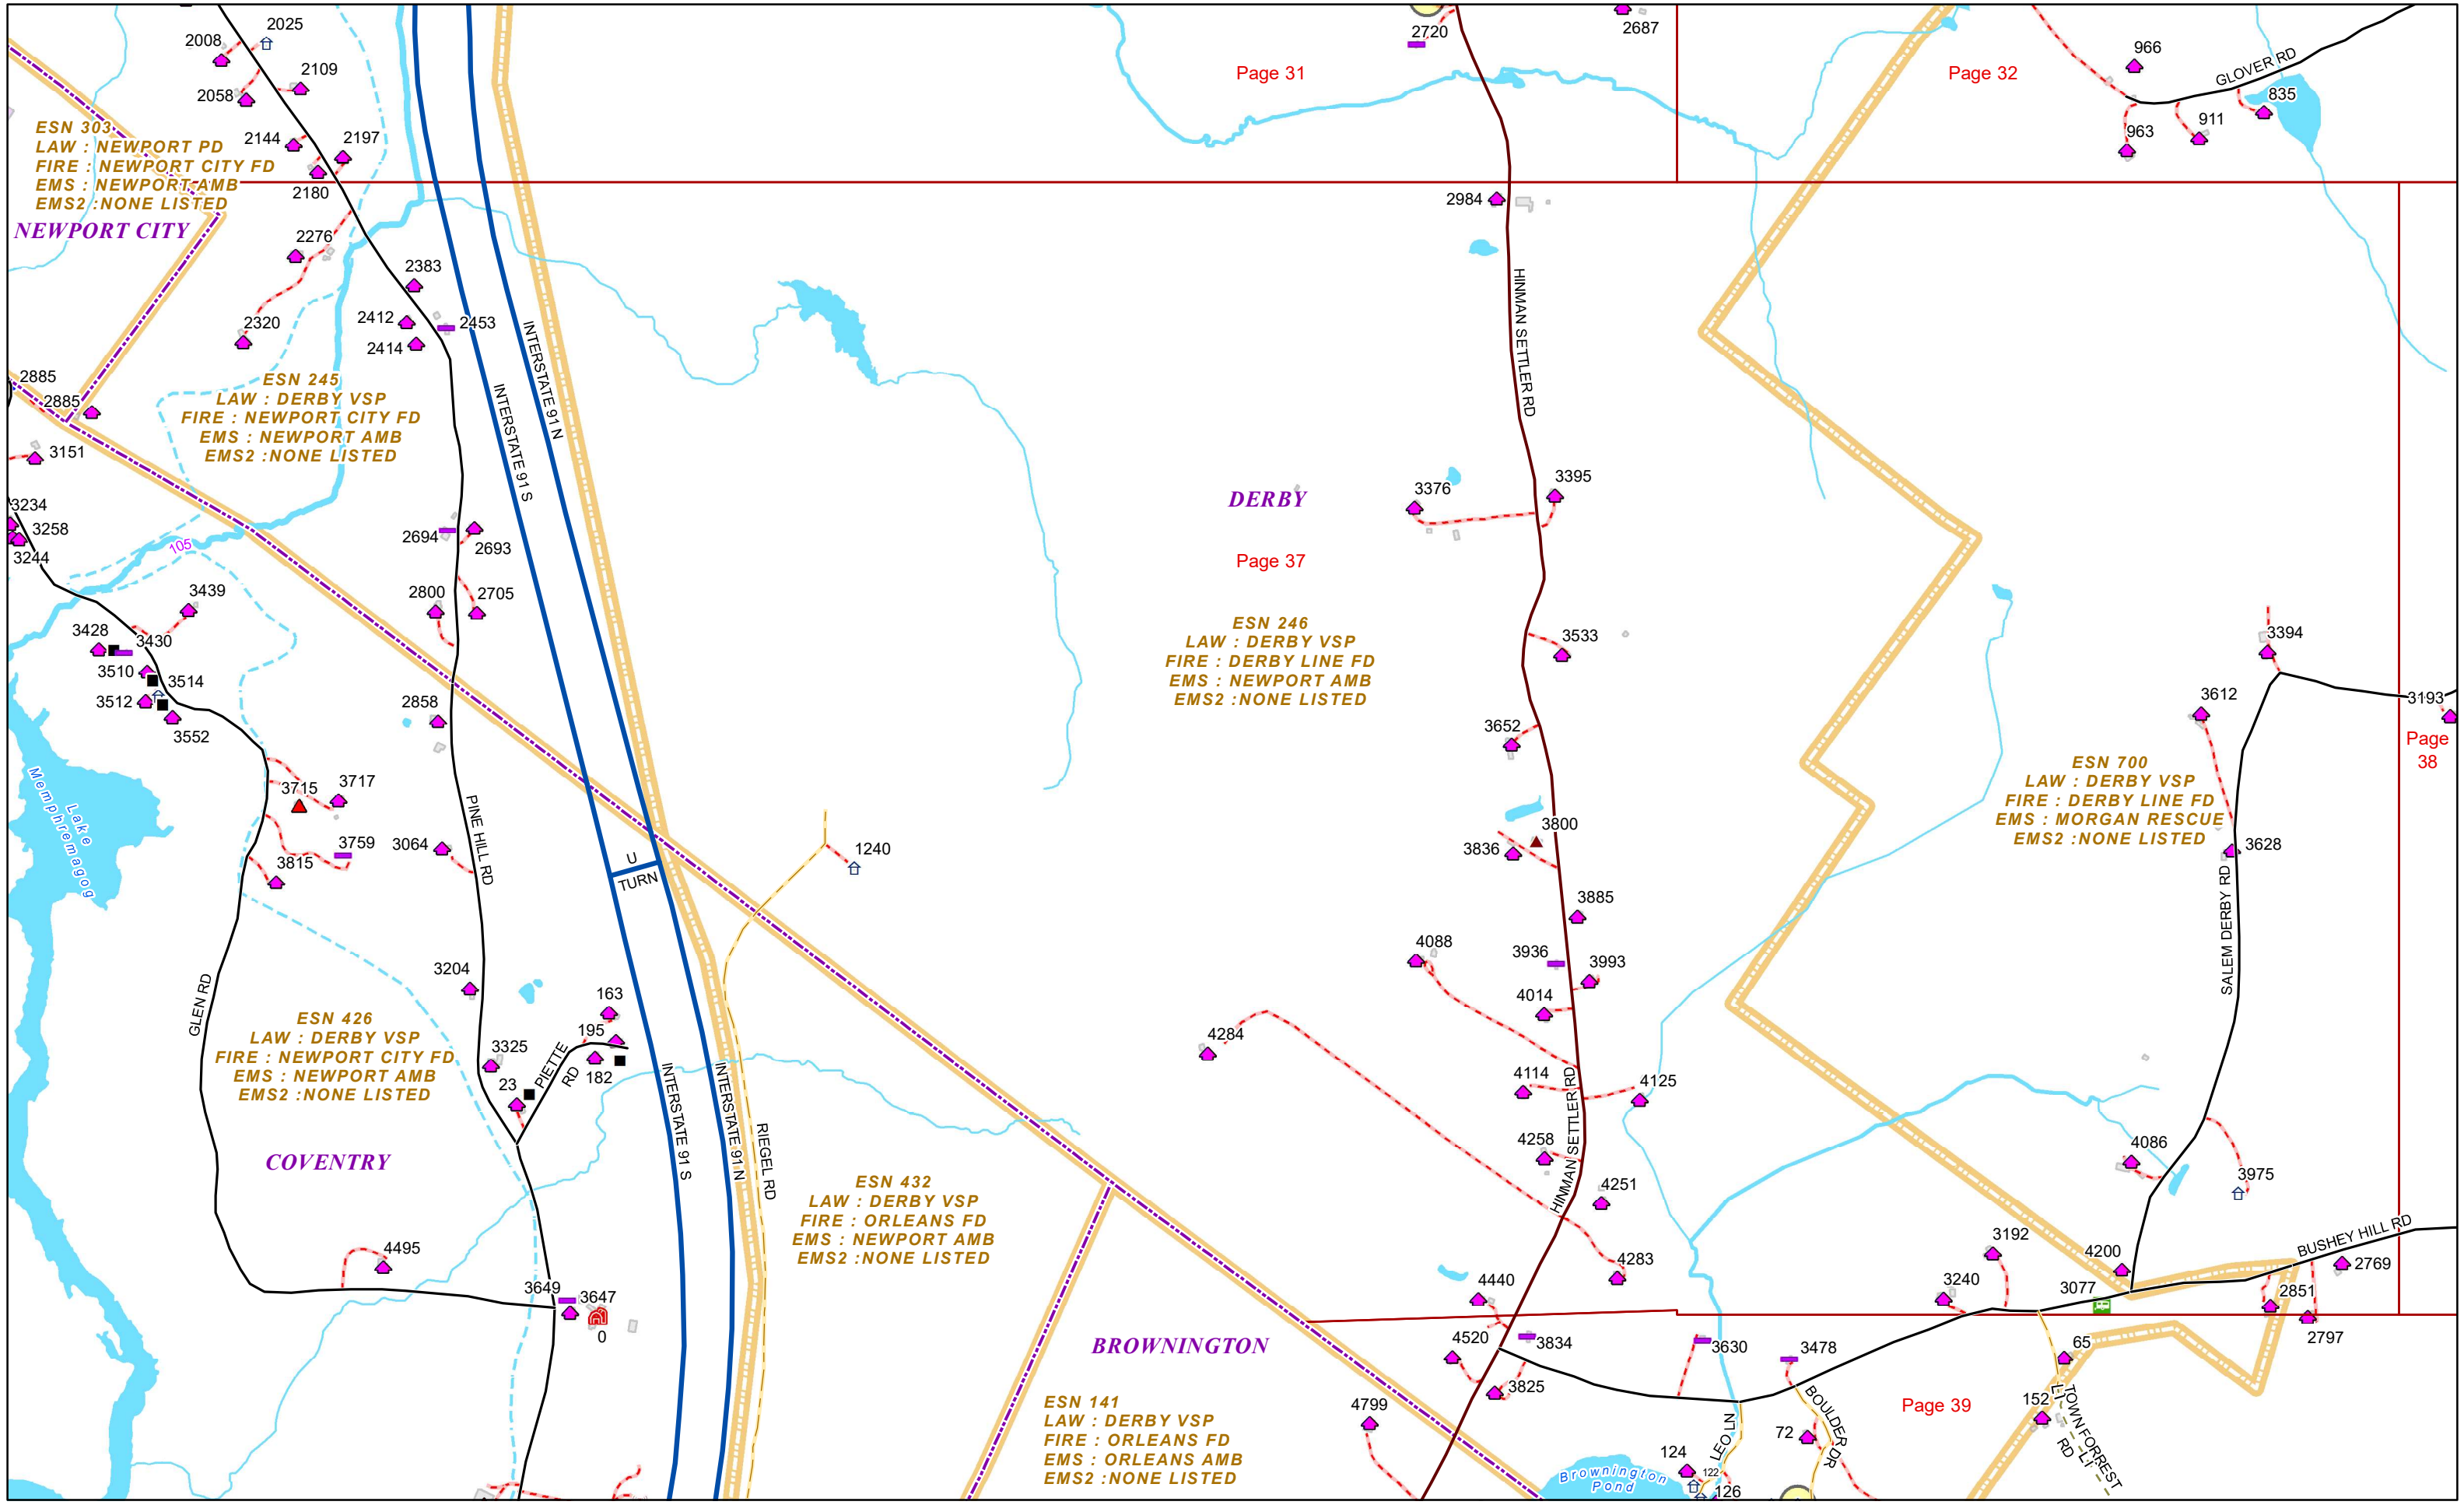 2025
2008
2109
2058
2144
2197
2180
2720
2687
Page 31
Page 32
966
GLOVER RD
835
911
963
ESN 303
LAW : NEWPORT PD
FIRE : NEWPORT CITY FD
EMS : NEWPORT AMB
EMS2 :NONE LISTED
NEWPORT CITY
2276
2320
2383
2412
2453
2414
2984
HINMAN SETTLER RD
INTERSTATE 91 N
INTERSTATE 91 S
2885
2885
ESN 245
LAW : DERBY VSP
FIRE : NEWPORT CITY FD
EMS : NEWPORT AMB
EMS2 :NONE LISTED
3151
3234
3258
3244
105
2694
2693
2800
2705
3376
3395
DERBY
Page 37
ESN 246
LAW : DERBY VSP
FIRE : DERBY LINE FD
EMS : NEWPORT AMB
EMS2 :NONE LISTED
3533
3652
3439
3428
3430
3510
3514
3512
3552
2858
3394
3612
3193
Page
38
ESN 700
LAW : DERBY VSP
FIRE : DERBY LINE FD
EMS : MORGAN RESCUE
EMS2 :NONE LISTED
3628
SALEM DERBY RD
Lake
Memphremagog
3715
3717
3759
3815
3064
PINE HILL RD
U
TURN
1240
3800
3836
3885
4088
3936
3993
4014
4284
GLEN RD
3204
163
195
3325
PIETTE
RD
23
182
ESN 426
LAW : DERBY VSP
FIRE : NEWPORT CITY FD
EMS : NEWPORT AMB
EMS2 :NONE LISTED
COVENTRY
INTERSTATE 91 S
INTERSTATE 91 N
RIEGEL RD
4114
4125
HINMAN SETTLER RD
4258
4251
4086
3975
ESN 432
LAW : DERBY VSP
FIRE : ORLEANS FD
EMS : NEWPORT AMB
EMS2 :NONE LISTED
4495
3649
3647
0
4283
4440
3192
3240
4200
3077
BUSHEY HILL RD
2769
2851
2797
BROWNINGTON
4520
3834
3825
3630
3478
65
Page 39
ESN 141
LAW : DERBY VSP
FIRE : ORLEANS FD
EMS : ORLEANS AMB
EMS2 :NONE LISTED
4799
BOULDER DR
72
LEO LN
124
122
126
Brownington
Pond
152
LT
TOWN FORREST
RD
LT